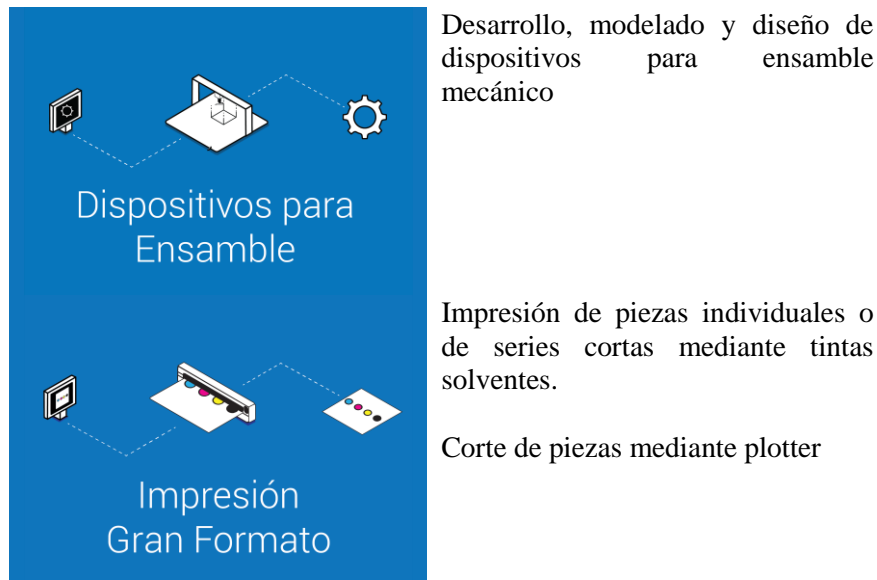 Desarrollo, modelado y diseño de
dispositivos para ensamble
mecánico
Dispositivos para
Ensamble
Impresión de piezas individuales o
de series cortas mediante tintas
solventes.
Corte de piezas mediante plotter
Impresión
Gran Formato